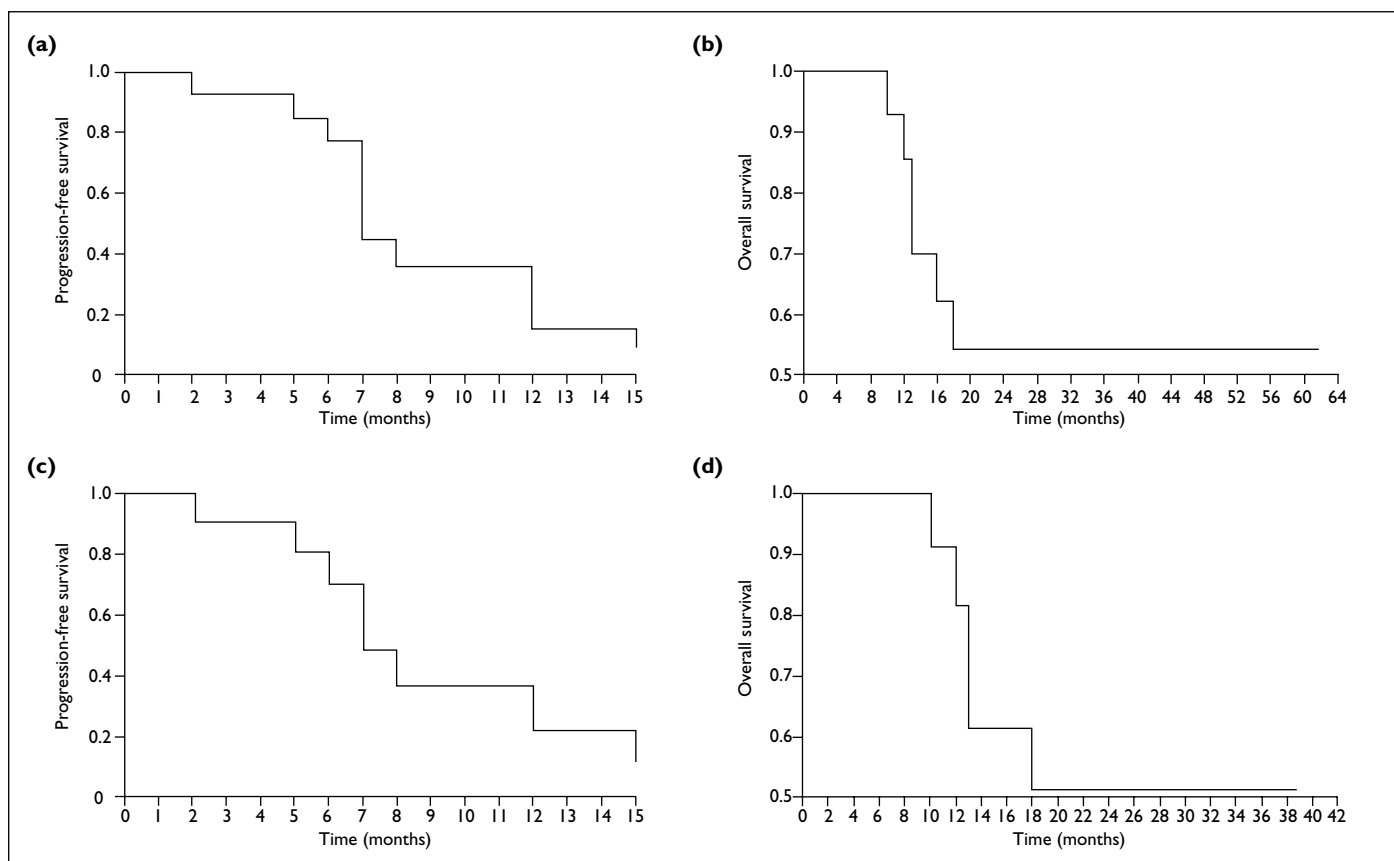 (a)
Progression-free survival
1.0
0.8
0.6
0.4
0.2
0
0 1 2 3 4 5 6 7 8 9 10 11 12 13 14 15
Time (months)
(b)
Overall survival
1.0
0.9
0.8
0.7
0.6
0.5
0 4 8 12 16 20 24 28 32 36 40 44 48 52 56 60 64
Time (months)
(c)
Progression-free survival
1.0
0.8
0.6
0.4
0.2
0
0 1 2 3 4 5 6 7 8 9 10 11 12 13 14 15
Time (months)
(d)
Overall survival
1.0
0.9
0.8
0.7
0.6
0.5
0 2 4 6 8 10 12 14 16 18 20 22 24 26 28 30 32 34 36 38 40 42
Time (months)